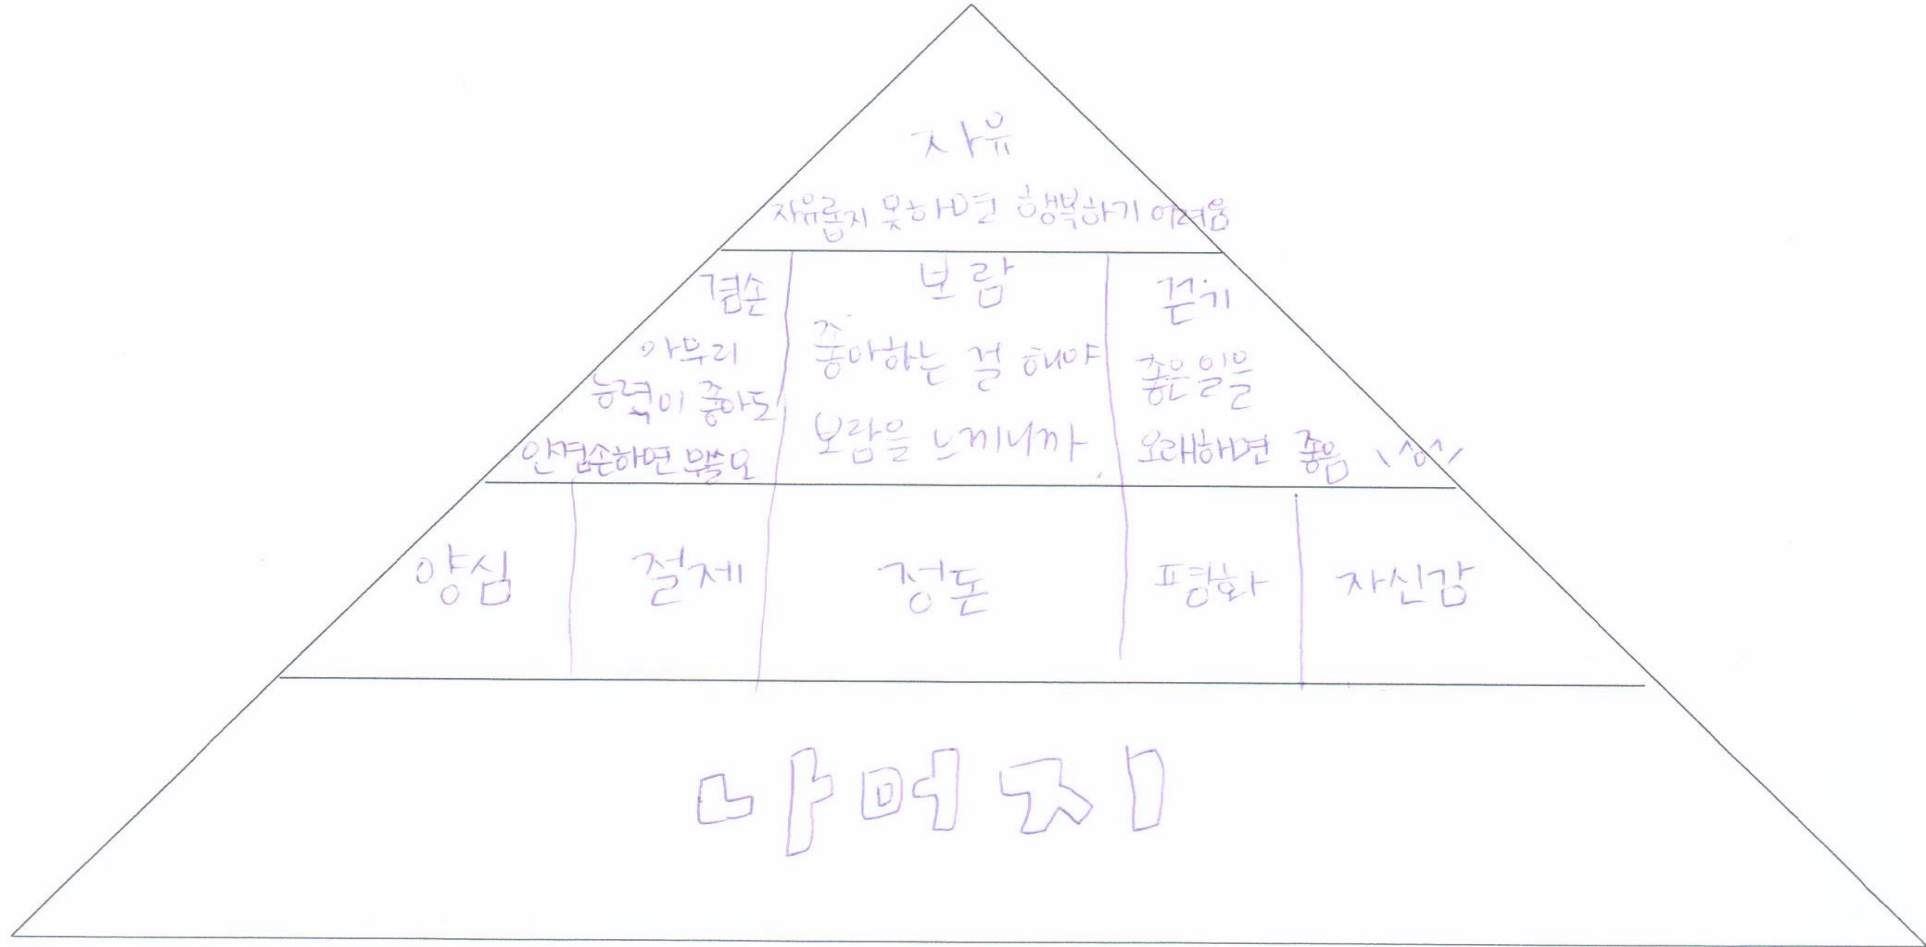 자유
자유롭지 못하면 행복하기 어려움
겸손
아무리
능력이 좋아도
안겸손하면 무쓸모
보람
좋아하는 걸 해야
보람을 느끼니까.
끈기
좋은 일을
오래하면 좋음 \^o^/
양심
절제
정돈
평화
자신감
나머지